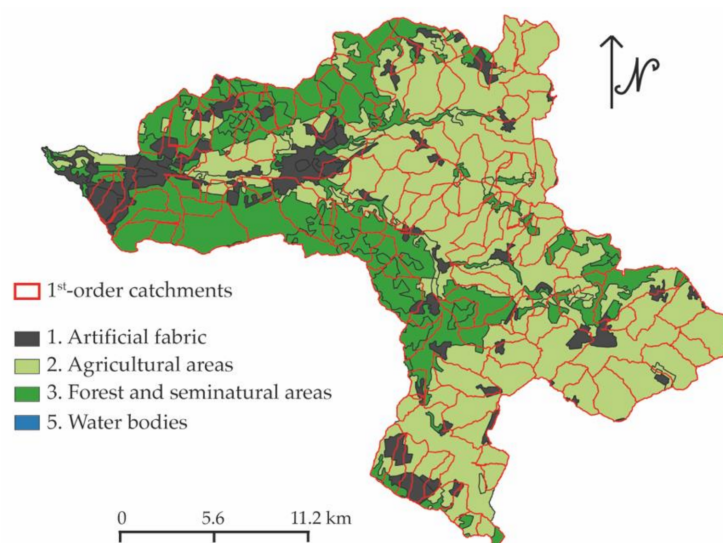 N
1st-order catchments
1. Artificial fabric
2. Agricultural areas
3. Forest and seminatural areas
5. Water bodies
0 5.6 11.2 km